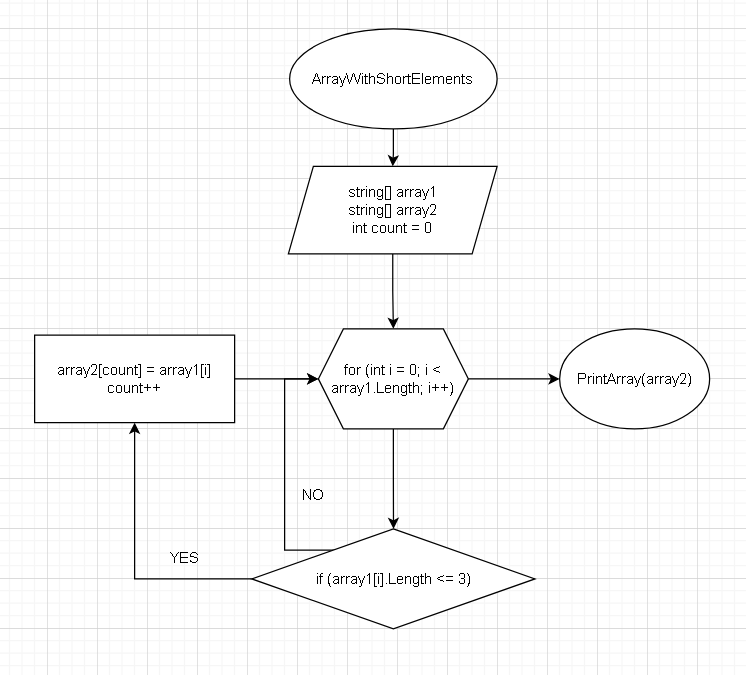 ArrayWithShortElements
string[] array1
string[] array2
int count = 0
for (int i = 0; i <
array1.Length; i++)
PrintArray(array2)
array2[count] = array1[i]
count++
NO
YES
if (array1[i].Length <= 3)